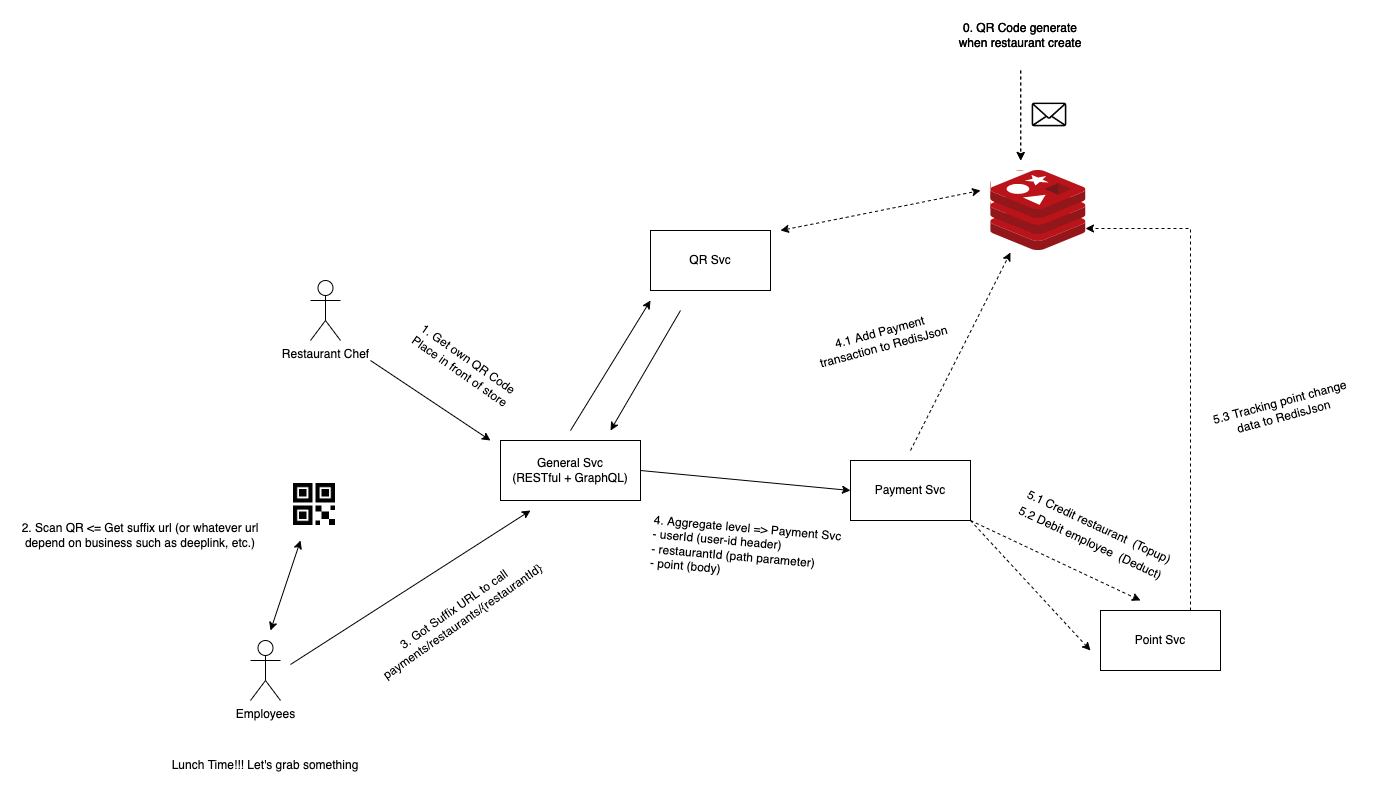 0. QR Code generate
when restaurant create
QR Svc
Restaurant Chef
1. Get own QR Code
Place in front of store
4.1 Add Payment
transaction to RedisJson
5.3 Tracking point change
data to RedisJson
General Svc
(RESTful + GraphQL)
Payment Svc
2. Scan QR <= Get suffix url (or whatever url
depend on business such as deeplink, etc.)
4. Aggregate level => Payment Svc
- userId (user-id header)
- restaurantId (path parameter)
- point (body)
5.1 Credit restaurant (Topup)
5.2 Debit employee (Deduct)
3. Got Suffix URL to call
payments/restaurants/{restaurantId}
Point Svc
Employees
Lunch Time!!! Let's grab something